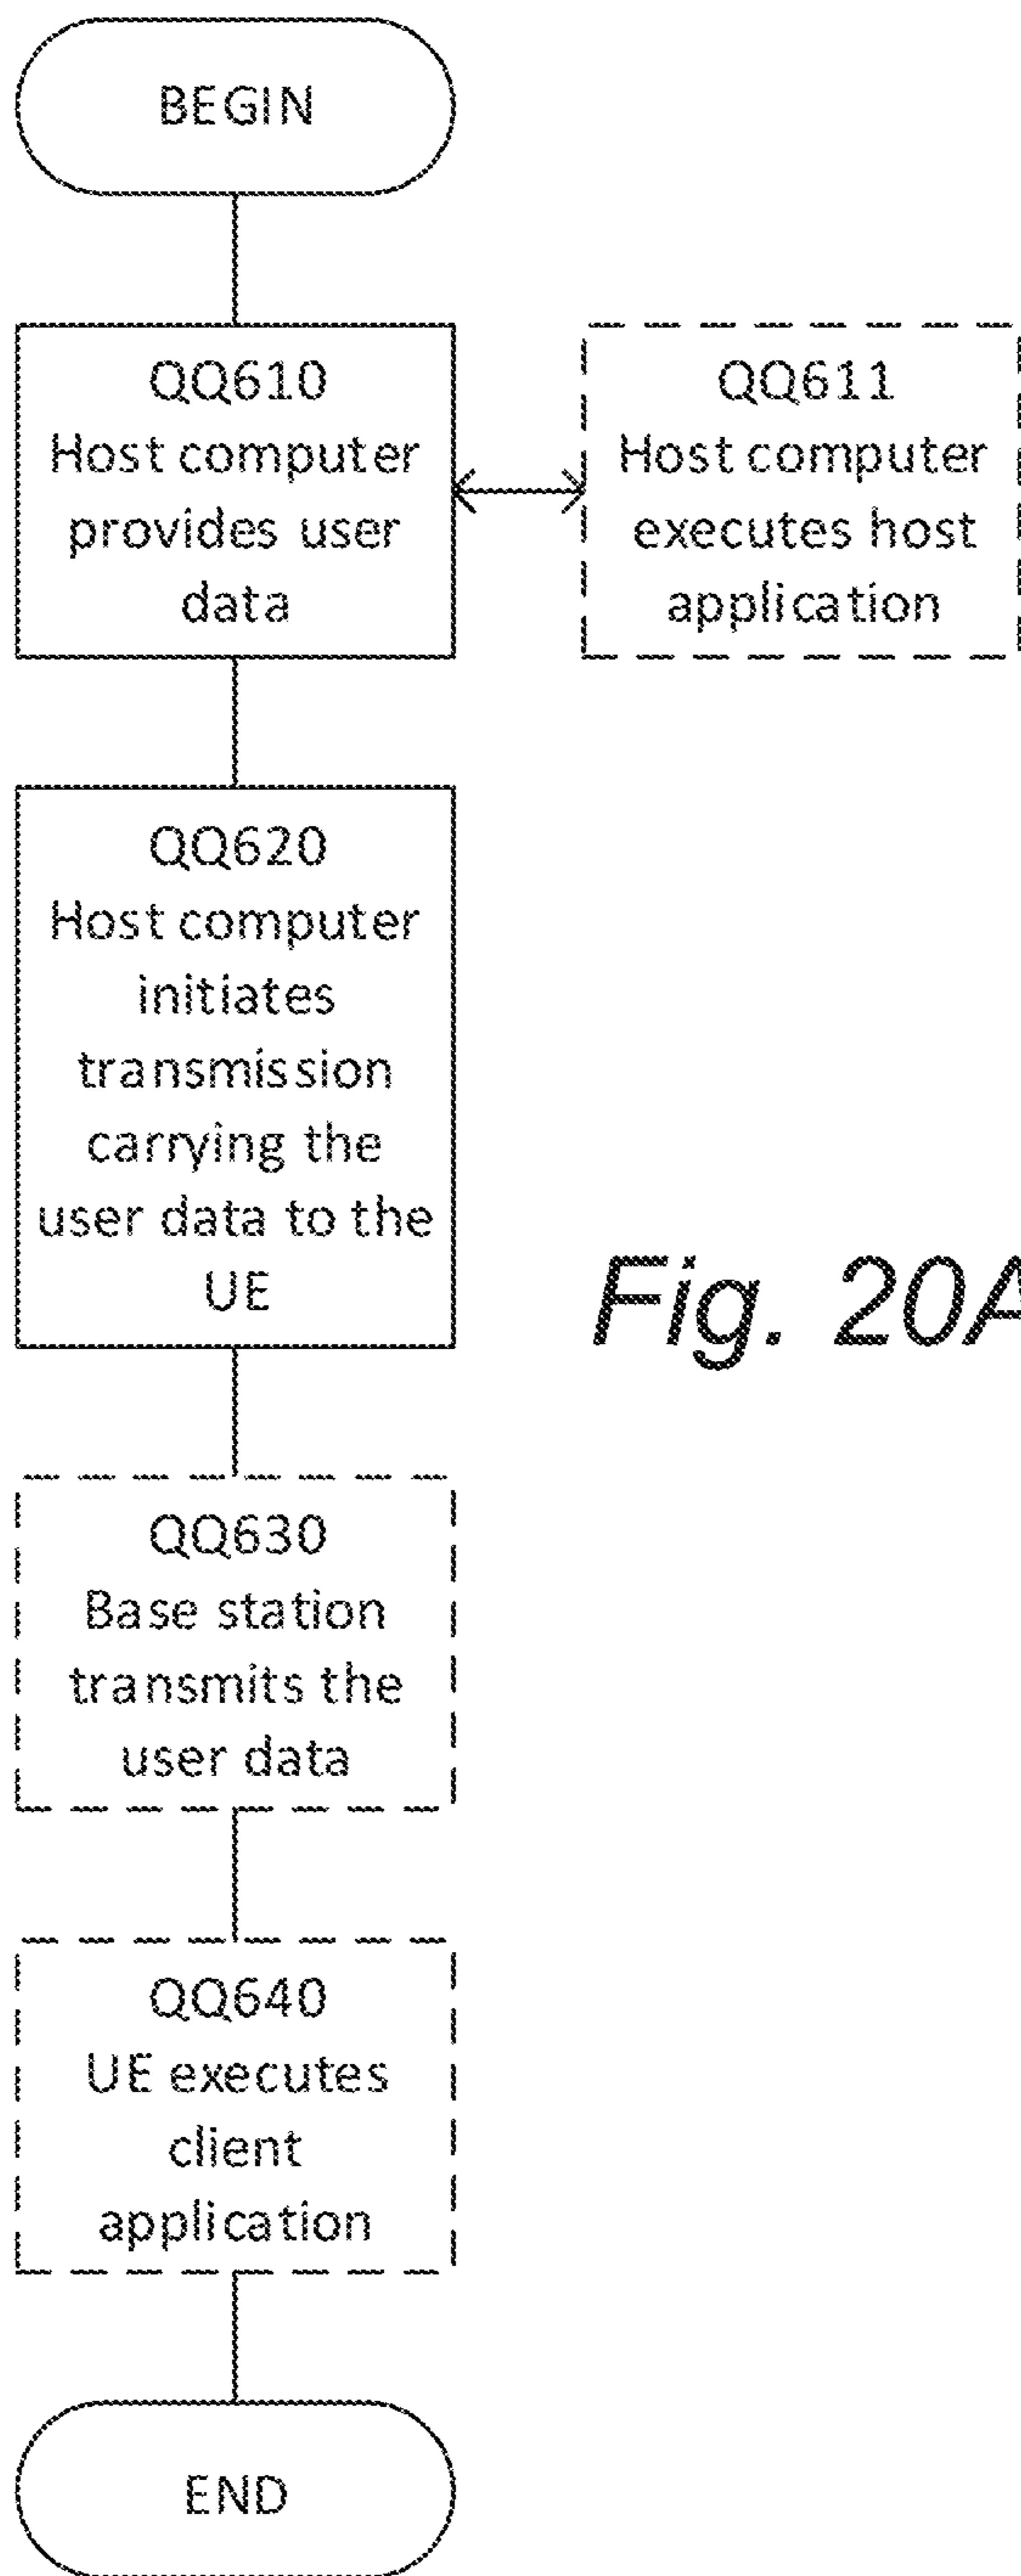 BEGIN
QQ610
Host computer
provides user
data
QQ611
Host computer
executes host
application
QQ620
Host computer
initiates
transmission
carrying the
user data to the
UE
Fig. 20A
QQ630
Base station
transmits the
user data
QQ640
UE executes
client
application
END